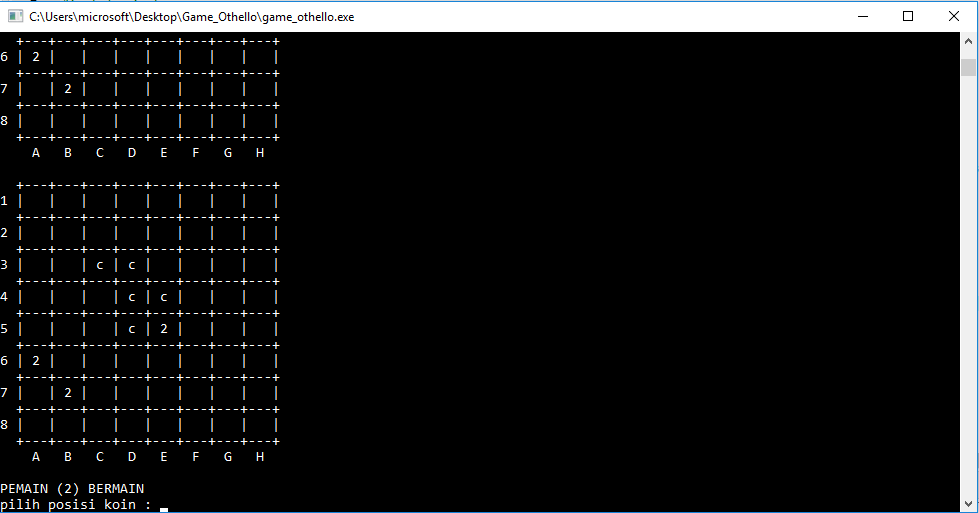 C:\Users\microsoft\Desktop\Game_Othello\game_othello.exe
  +---+---+---+---+---+---+---+---+
6 | 2 |   |   |   |   |   |   |   |
  +---+---+---+---+---+---+---+---+
7 |   | 2 |   |   |   |   |   |   |
  +---+---+---+---+---+---+---+---+
8 |   |   |   |   |   |   |   |   |
  +---+---+---+---+---+---+---+---+
    A   B   C   D   E   F   G   H
  +---+---+---+---+---+---+---+---+
1 |   |   |   |   |   |   |   |   |
  +---+---+---+---+---+---+---+---+
2 |   |   |   |   |   |   |   |   |
  +---+---+---+---+---+---+---+---+
3 |   |   | c | c |   |   |   |   |
  +---+---+---+---+---+---+---+---+
4 |   |   |   | c | c |   |   |   |
  +---+---+---+---+---+---+---+---+
5 |   |   |   | c | 2 |   |   |   |
  +---+---+---+---+---+---+---+---+
6 | 2 |   |   |   |   |   |   |   |
  +---+---+---+---+---+---+---+---+
7 |   | 2 |   |   |   |   |   |   |
  +---+---+---+---+---+---+---+---+
8 |   |   |   |   |   |   |   |   |
  +---+---+---+---+---+---+---+---+
    A   B   C   D   E   F   G   H
PEMAIN (2) BERMAIN
pilih posisi koin :